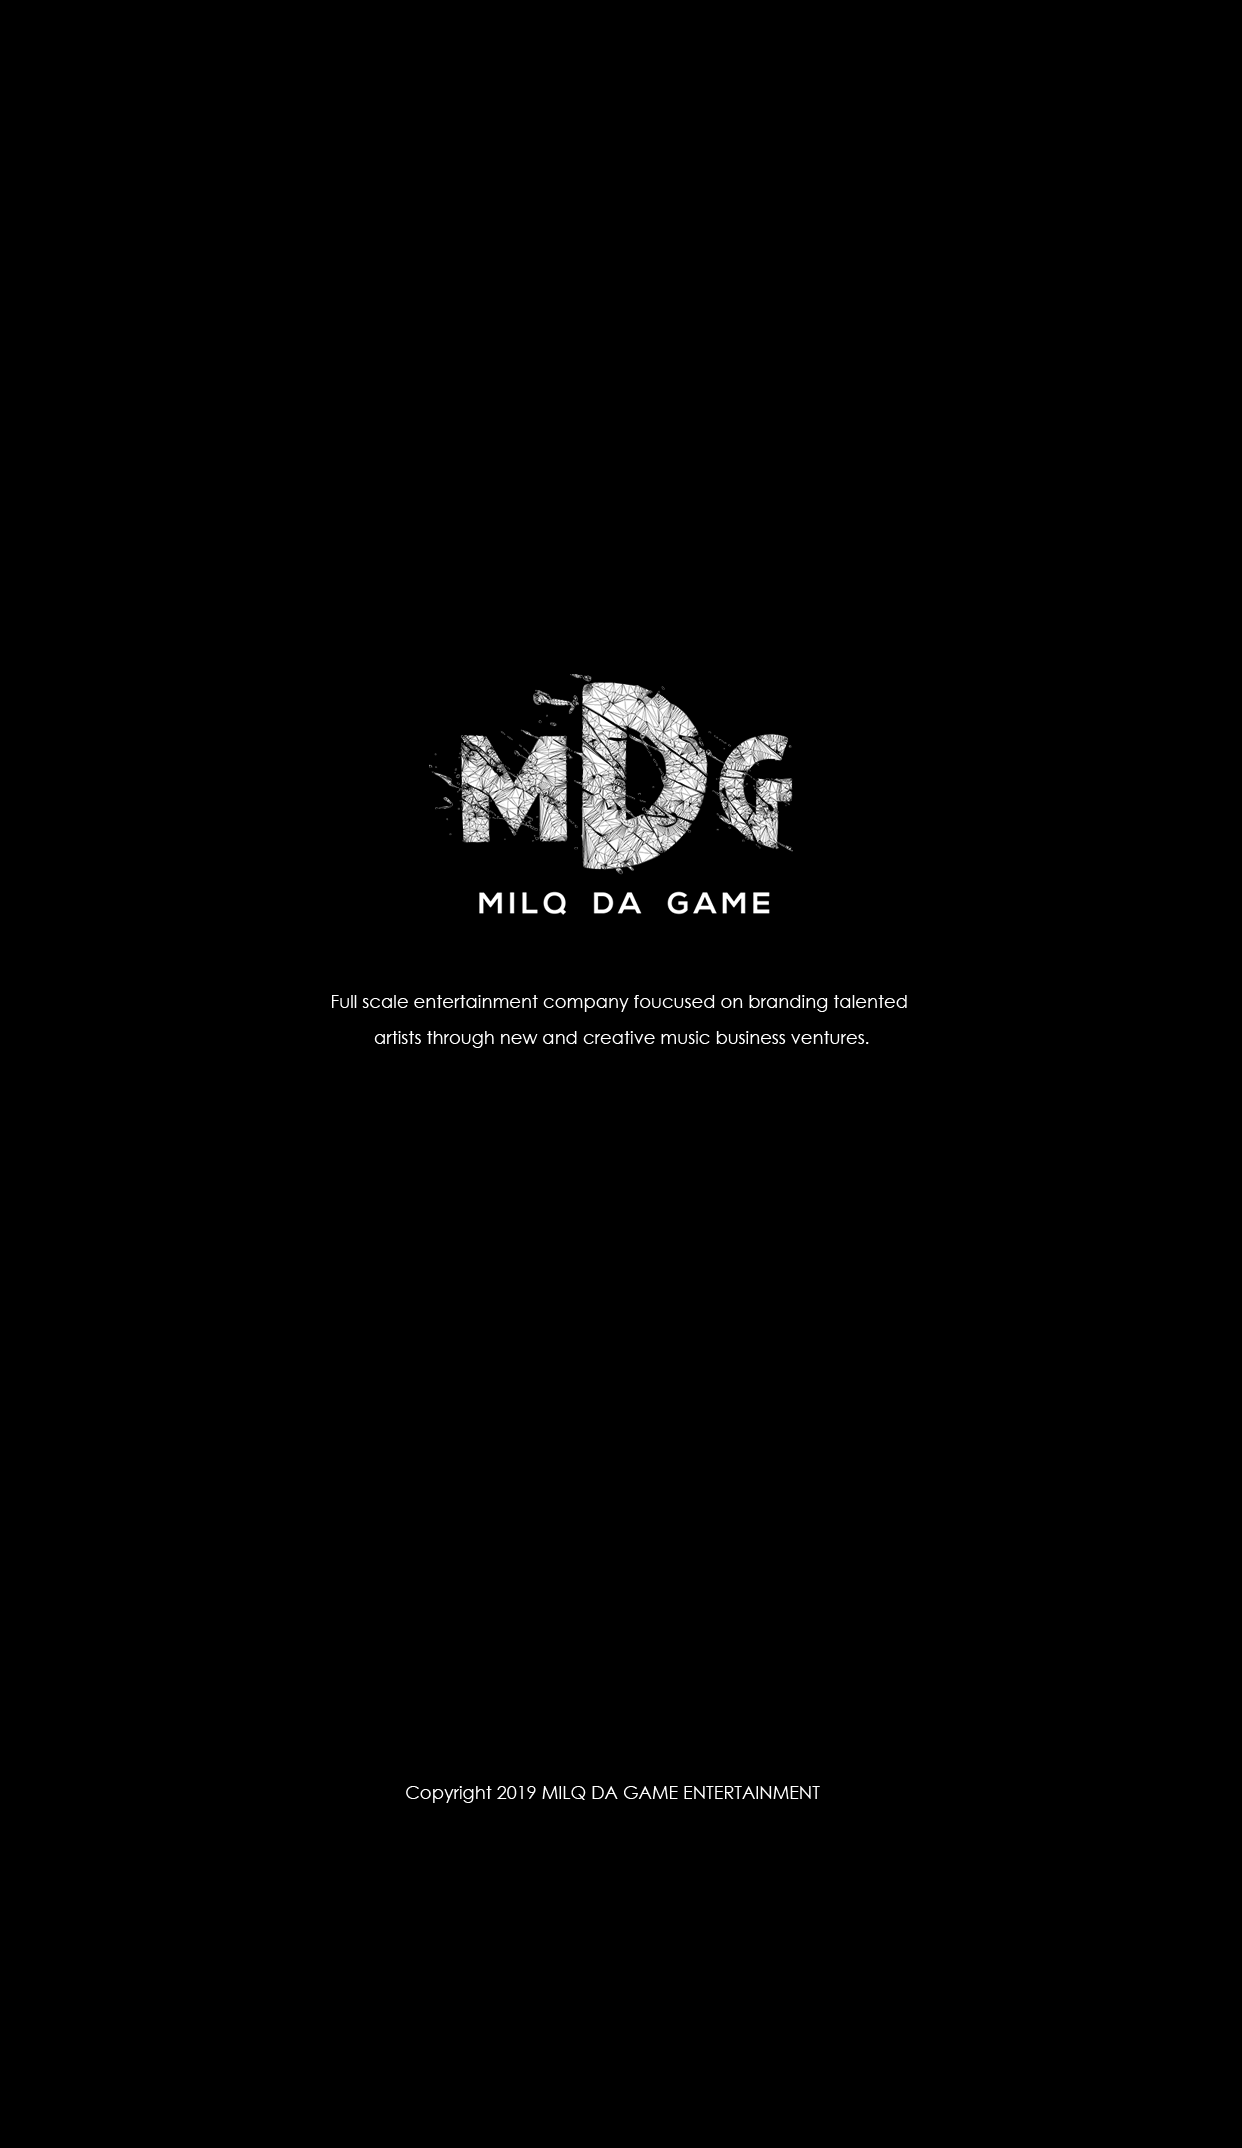 MDG
MILQ DA GAME
Full scale entertainment company foucused on branding talented
artists through new and creative music business ventures.
Copyright 2019 MILQ DA GAME ENTERTAINMENT